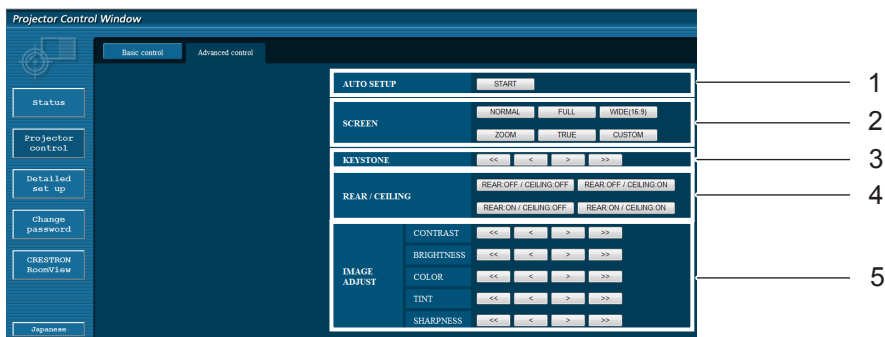 Projector Control Window
Basic control
Advanced control
Status
Projector
control
Detailed
set up
Change
password
CRESTRON
RoomView
Japanese
AUTO SETUP START
SCREEN
NORMAL FULL WIDE(16:9)
ZOOM TRUE CUSTOM
KEYSTONE << < > >>
REAR / CEILING
REAR:OFF / CEILING:OFF REAR:OFF / CEILING:ON
REAR:ON / CEILING:OFF REAR:ON / CEILING:ON
IMAGE
ADJUST
CONTRAST << < > >>
BRIGHTNESS << < > >>
COLOR << < > >>
TINT << < > >>
SHARPNESS << < > >>
1
2
3
4
5